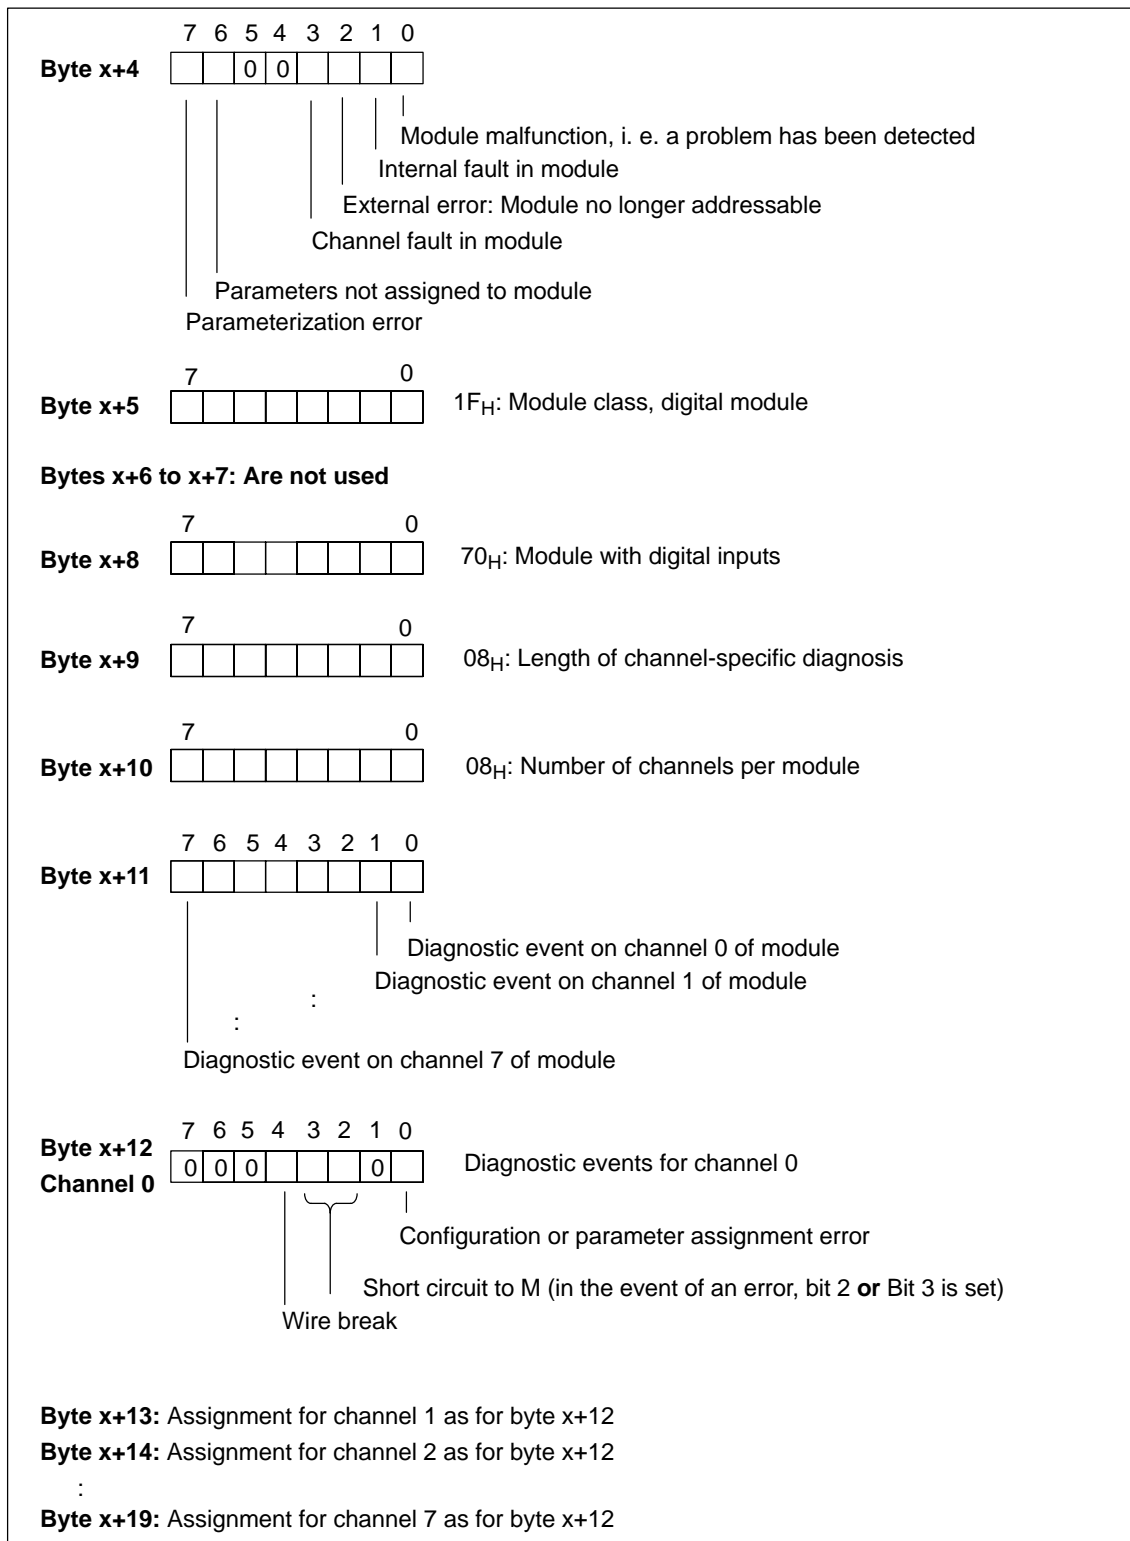 7 6 5 4 3 2 1 0
Byte x+4 0 0
Module malfunction, i. e. a problem has been detected
Internal fault in module
External error: Module no longer addressable
Channel fault in module
Parameters not assigned to module
Parameterization error
7 0
Byte x+5 1FH: Module class, digital module
Bytes x+6 to x+7: Are not used
7 0
Byte x+8 70H: Module with digital inputs
7 0
Byte x+9 08H: Length of channel-specific diagnosis
7 0
Byte x+10 08H: Number of channels per module
7 6 5 4 3 2 1 0
Byte x+11
Diagnostic event on channel 0 of module
Diagnostic event on channel 1 of module
:
:
Diagnostic event on channel 7 of module
7 6 5 4 3 2 1 0
Byte x+12
0 0 0 0 Diagnostic events for channel 0
Channel 0
Configuration or parameter assignment error
Short circuit to M (in the event of an error, bit 2 or Bit 3 is set)
Wire break
Byte x+13: Assignment for channel 1 as for byte x+12
Byte x+14: Assignment for channel 2 as for byte x+12
:
Byte x+19: Assignment for channel 7 as for byte x+12